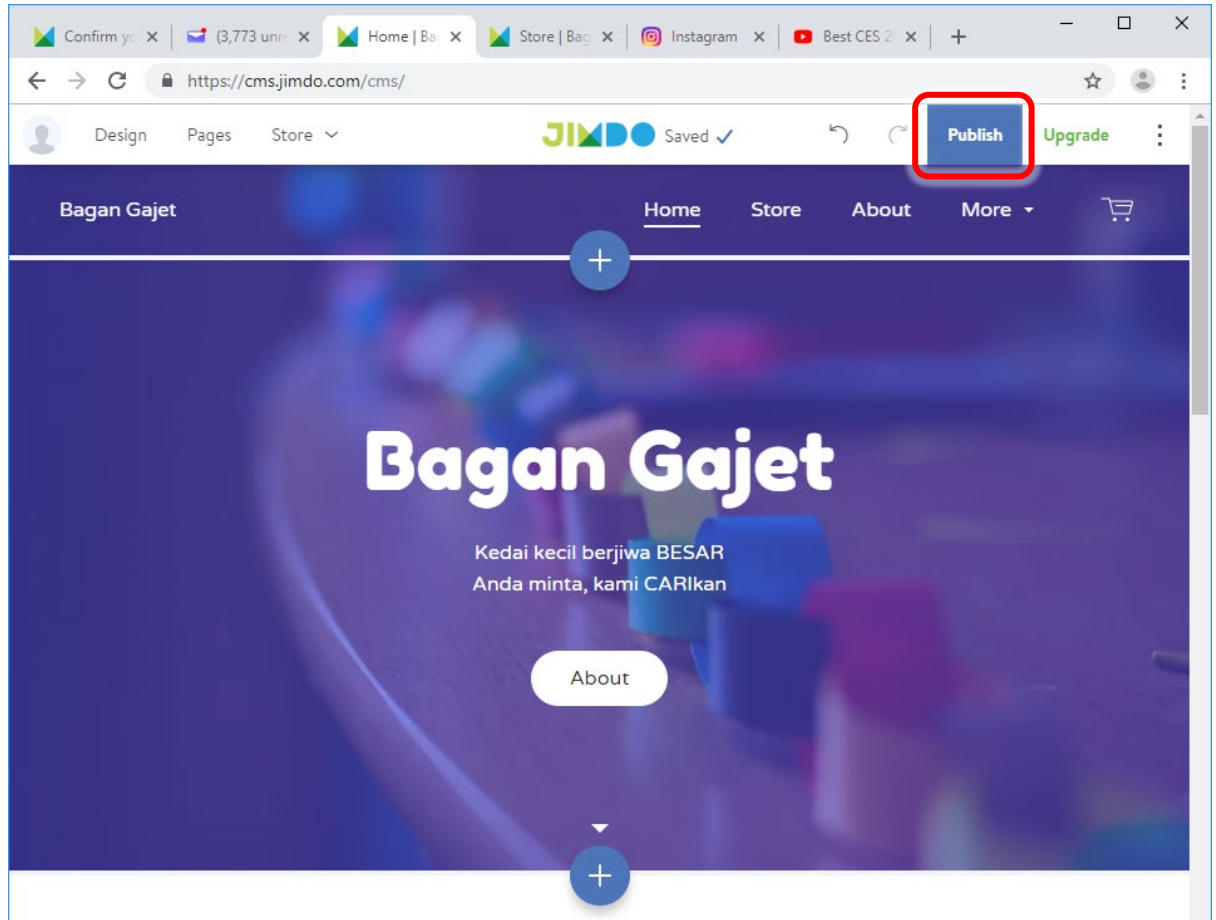 Confirm yo
(3,773 unre
Home | Ba
Store | Bag
Instagram
Best CES 2
https://cms.jimdo.com/cms/
Design Pages Store JIMDO Saved Publish Upgrade
Bagan Gajet Home Store About More
Bagan Gajet
Kedai kecil berjiwa BESAR
Anda minta, kami CARIkan
About